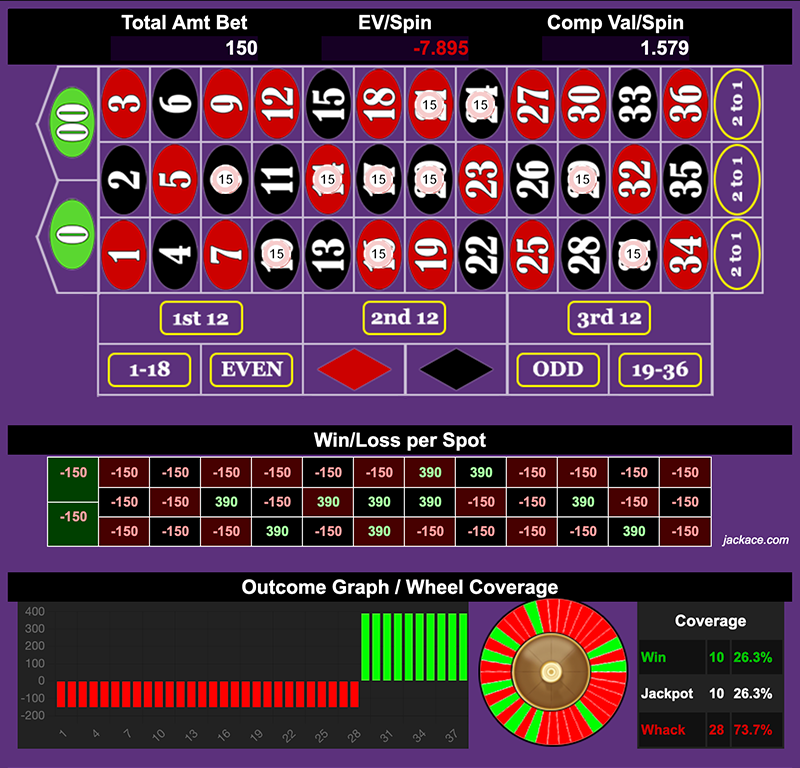 Total Amt Bet EV/Spin Comp Val/Spin
150 -7.895 1.579
00 3 6 9 12 15 18 15 15 27 30 33 36 2 to 1
2 5 15 11 15 15 15 23 26 15 32 35 2 to 1
0 1 4 7 15 13 15 19 22 25 28 15 34 2 to 1
1st 12 2nd 12 3rd 12
1-18 EVEN ODD 19-36
Win/Loss per Spot
-150 -150 -150 -150 -150 -150 -150 390 390 -150 -150 -150 -150
-150 -150 390 -150 390 390 390 -150 -150 390 -150 -150
-150 -150 -150 -150 390 -150 390 -150 -150 -150 -150 390 -150
jackace.com
Outcome Graph / Wheel Coverage
400
300
200
100
0
-100
-200
1 4 7 10 13 16 19 22 25 28 31 34 37
Coverage
Win 10 26.3%
Jackpot 10 26.3%
Whack 28 73.7%